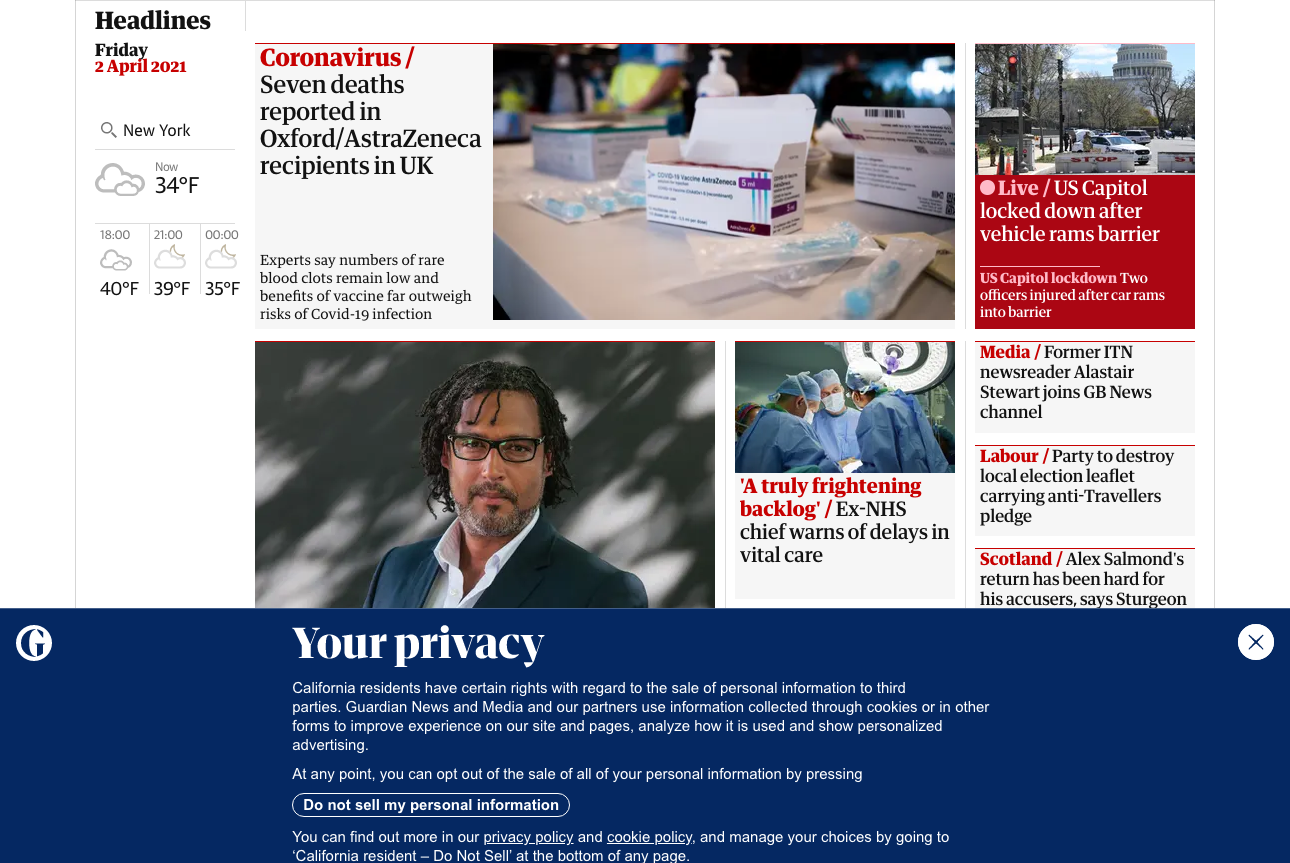 Headlines
Friday
2 April 2021
New York
Now
34°F
18:00
21:00
00:00
40°F
39°F
35°F
Coronavirus /
Seven deaths
reported in
Oxford/AstraZeneca
recipients in UK
Experts say numbers of rare
blood clots remain low and
benefits of vaccine far outweigh
risks of Covid-19 infection
COVID-19 Vaccine AstraZeneca
5 ml
STOP
Live / US Capitol
locked down after
vehicle rams barrier
US Capitol lockdown Two
officers injured after car rams
into barrier
'A truly frightening
backlog' / Ex-NHS
chief warns of delays in
vital care
Media / Former ITN
newsreader Alastair
Stewart joins GB News
channel
Labour / Party to destroy
local election leaflet
carrying anti-Travellers
pledge
Scotland / Alex Salmond's
return has been hard for
his accusers, says Sturgeon
G
Your privacy
California residents have certain rights with regard to the sale of personal information to third
parties. Guardian News and Media and our partners use information collected through cookies or in other
forms to improve experience on our site and pages, analyze how it is used and show personalized
advertising.
At any point, you can opt out of the sale of all of your personal information by pressing
Do not sell my personal information
You can find out more in our privacy policy and cookie policy, and manage your choices by going to
‘California resident – Do Not Sell’ at the bottom of any page.